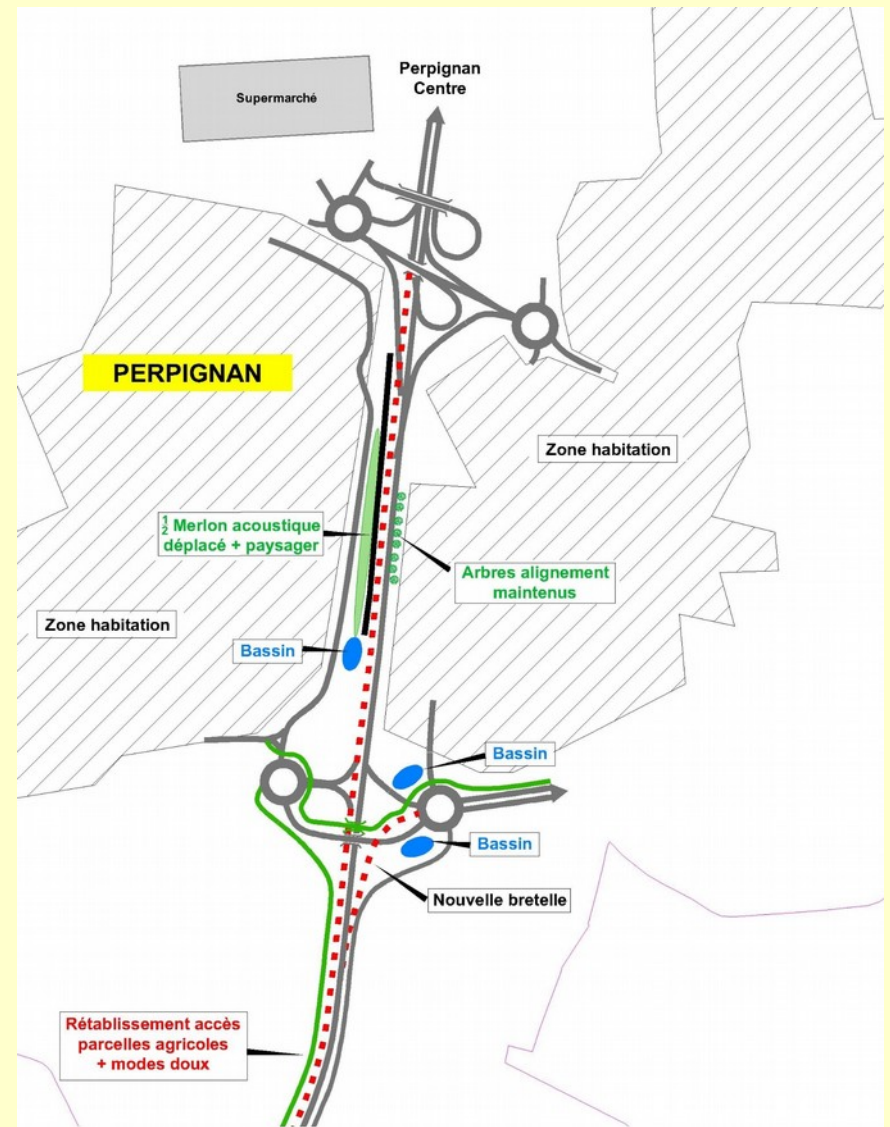 Perpignan
Centre
Supermarché
PERPIGNAN
Zone habitation
½ Merlon acoustique
déplacé + paysager
Arbres alignement
maintenus
Zone habitation
Bassin
Bassin
Bassin
Nouvelle bretelle
Rétablissement accès
parcelles agricoles
+ modes doux